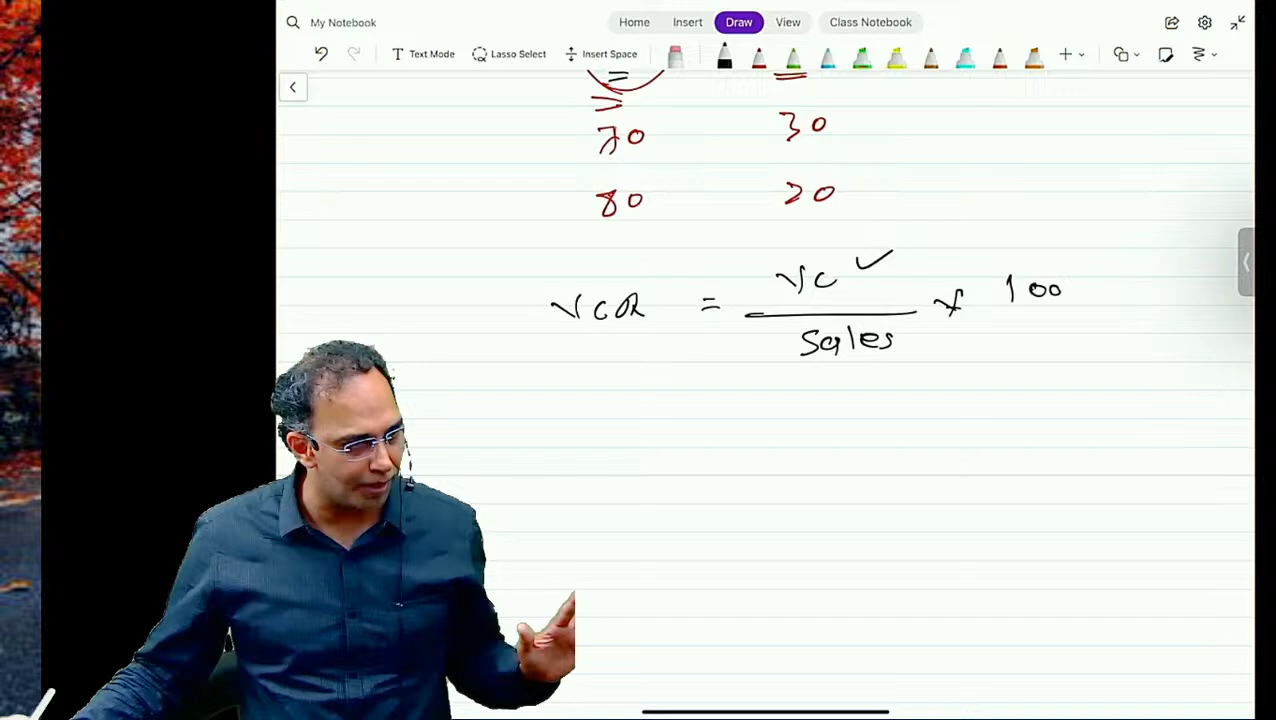 My Notebook Home Insert Draw View Class Notebook
Text Mode Lasso Select Insert Space
=
70 30
80 20
VC ✓
VCR = ────── × 100
Sales